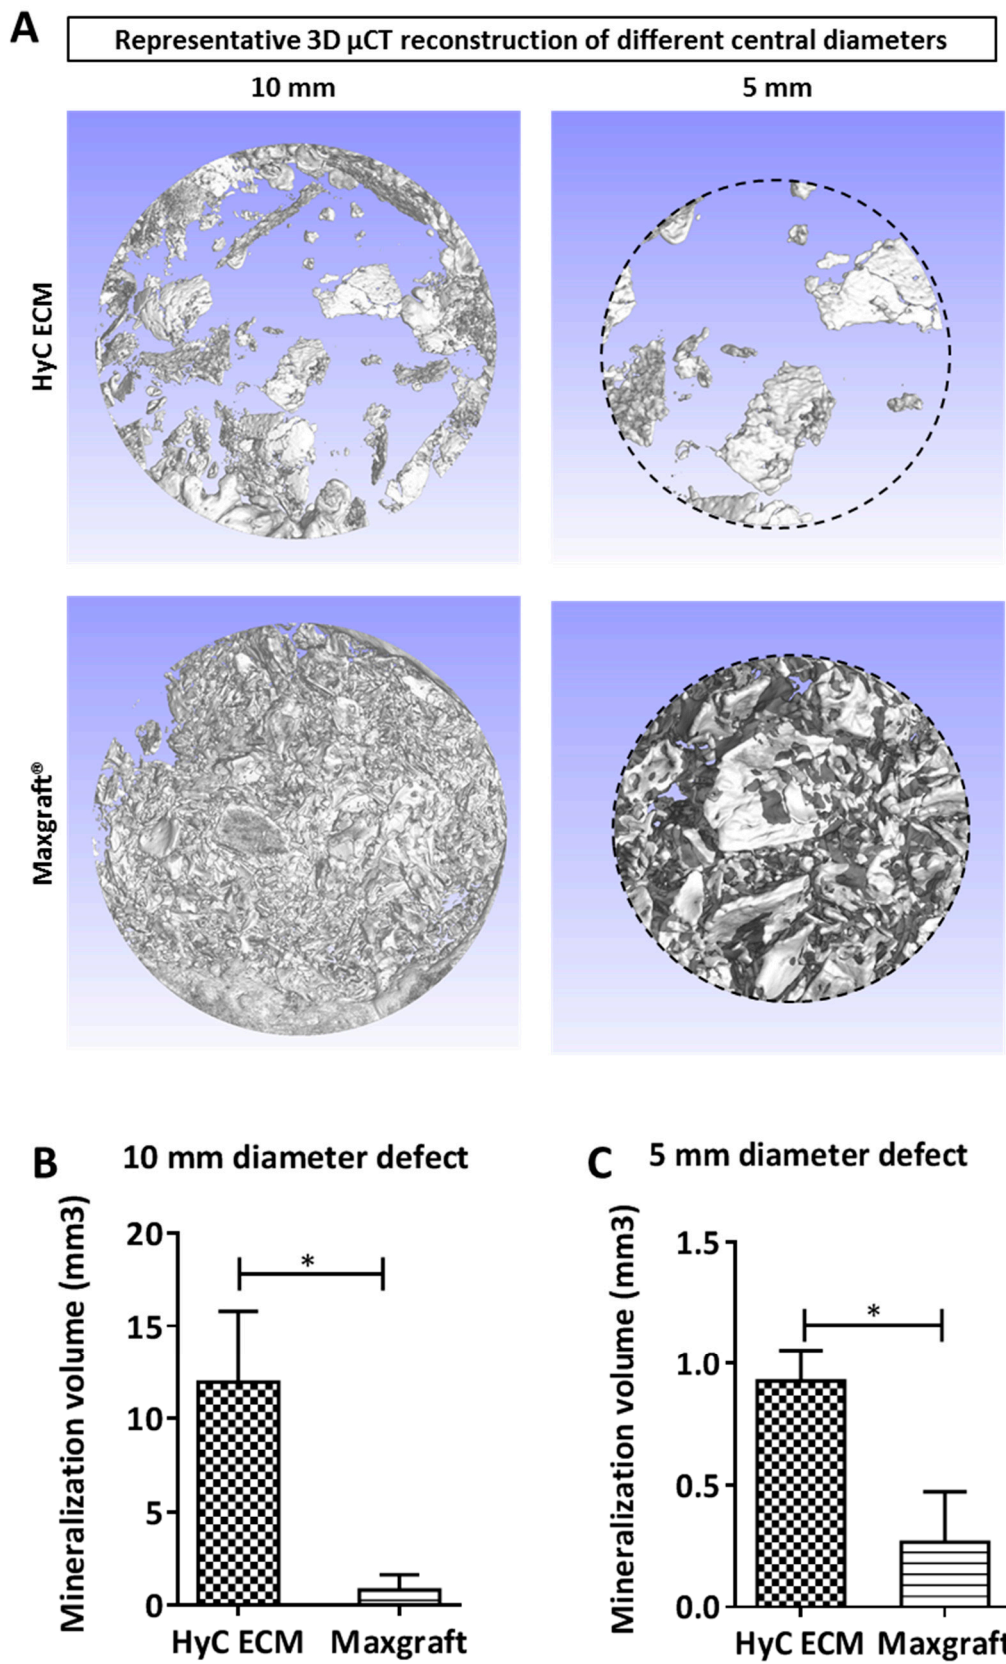 A
Representative 3D µCT reconstruction of different central diameters
10 mm
5 mm
HyC ECM
Maxgraft®
B
10 mm diameter defect
Mineralization volume (mm3)
20
15
10
5
0
*
HyC ECM
Maxgraft
C
5 mm diameter defect
Mineralization volume (mm3)
1.5
1.0
0.5
0.0
*
HyC ECM
Maxgraft